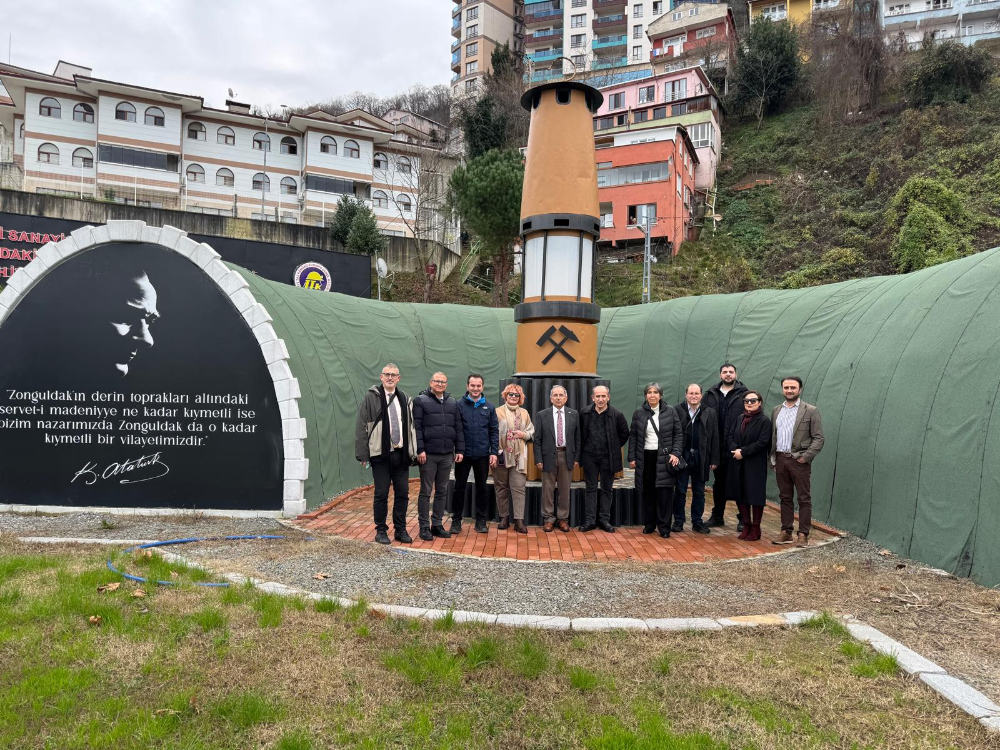 İ SANAYİ
DAKİ
"Zonguldak'ın derin toprakları altındaki
servet-i madeniyye ne kadar kıymetli ise
bizim nazarımızda Zonguldak da o kadar
kıymetli bir vilayetimizdir."
K. Atatürk
TTK